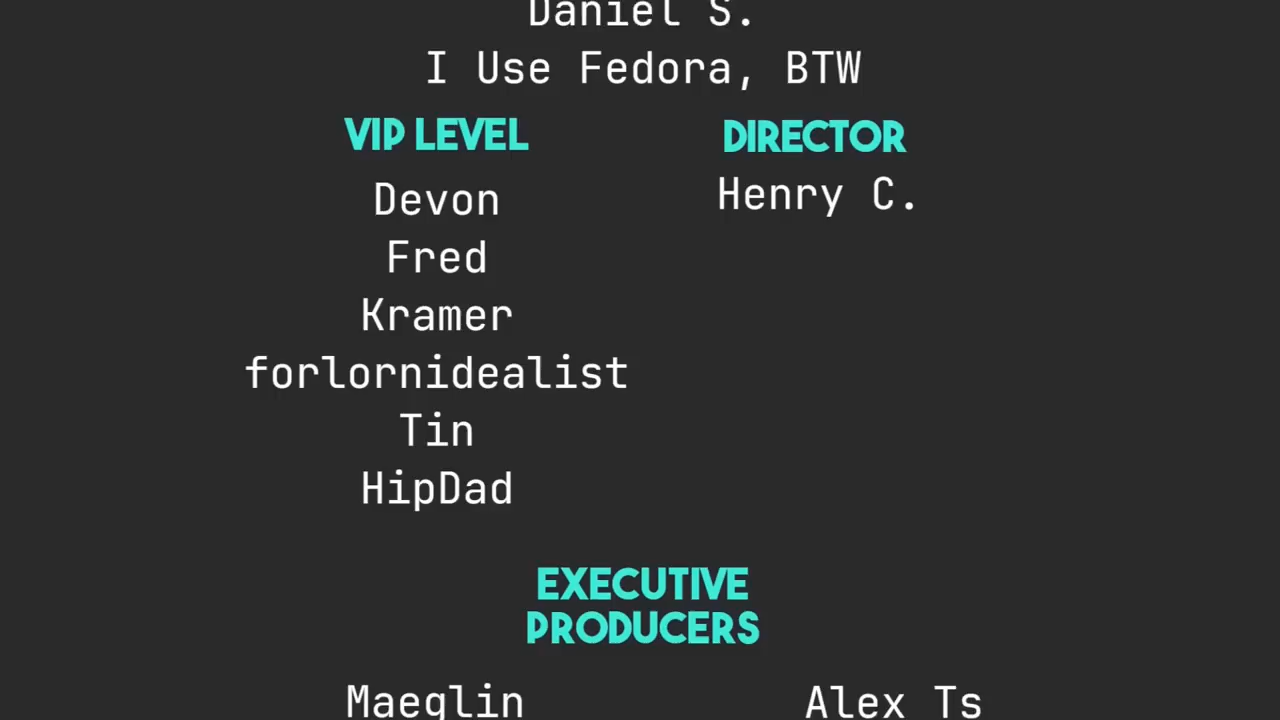 Daniel S.
I Use Fedora, BTW
VIP LEVEL
Devon
Fred
Kramer
forlornidealist
Tin
HipDad
DIRECTOR
Henry C.
EXECUTIVE
PRODUCERS
Maeglin
Alex Ts